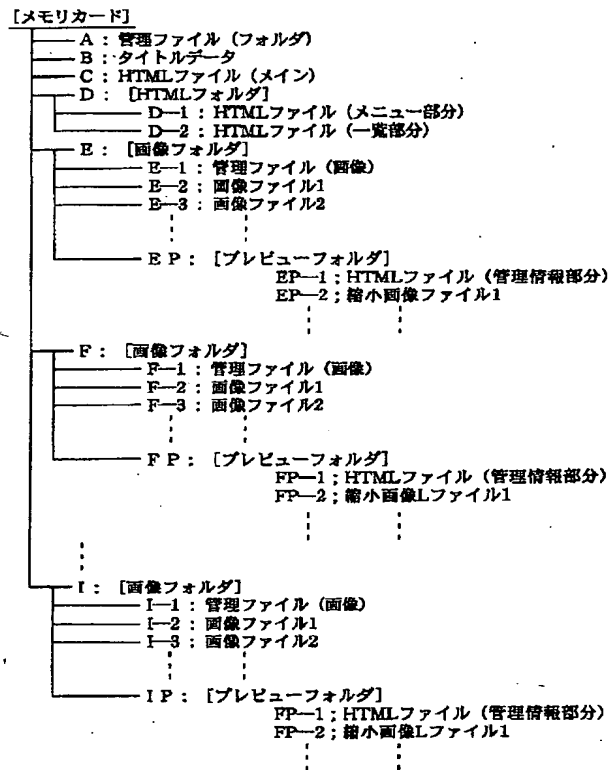 [メモリカード]
A：管理ファイル（フォルダ）
B：タイトルデータ
C：HTMLファイル（メイン）
D：[HTMLフォルダ]
D—1：HTMLファイル（メニュー部分）
D—2：HTMLファイル（一覧部分）
E：[画像フォルダ]
E—1：管理ファイル（画像）
E—2：画像ファイル1
E—3：画像ファイル2
EP：[プレビューフォルダ]
EP—1；HTMLファイル（管理情報部分）
EP—2；縮小画像ファイル1
F：[画像フォルダ]
F—1：管理ファイル（画像）
F—2：画像ファイル1
F—3：画像ファイル2
FP：[プレビューフォルダ]
FP—1；HTMLファイル（管理情報部分）
FP—2；縮小画像Lファイル1
I：[画像フォルダ]
I—1：管理ファイル（画像）
I—2：画像ファイル1
I—3：画像ファイル2
IP：[プレビューフォルダ]
FP—1；HTMLファイル（管理情報部分）
FP—2；縮小画像Lファイル1